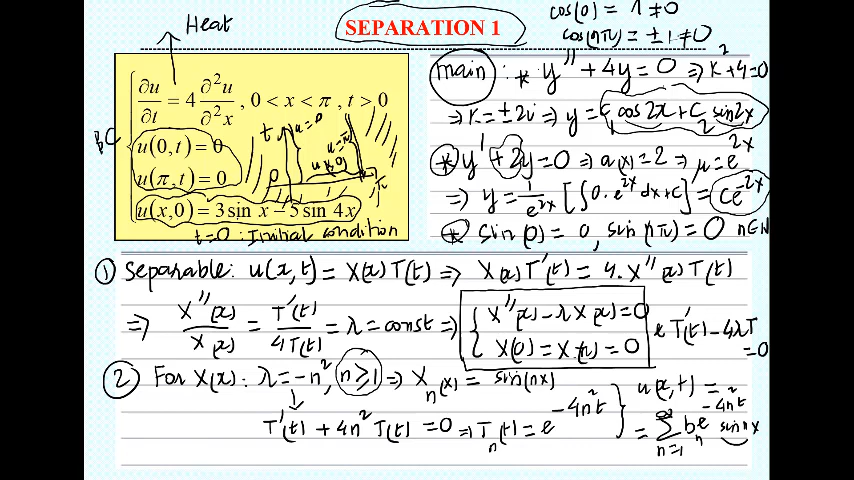 Heat
SEPARATION 1
cos(0) = 1 ≠ 0
cos(nπ) = ±1 ≠ 0
BC
∂u/∂t = 4 ∂²u/∂²x , 0 < x < π , t > 0
u(0,t) = 0
u(π,t) = 0
u(x,0) = 3 sin x − 5 sin 4x
t=0 : Initial condition
t u=0 u=0
0 u(x,0) π
main : * y'' + 4y = 0 ⇒ K² + 4 = 0
⇒ K = ±2i ⇒ y = C₁ cos 2x + C₂ sin 2x
* y' + 2y = 0 ⇒ a(x) = 2 ⇒ μ = e^2x
⇒ y = 1/e^2x [∫ 0. e^2x dx + C] = Ce^-2x
* sin(0) = 0, sin(nπ) = 0 n∈N
① Separable: u(x,t) = X(x) T(t) ⇒ X(x) T'(t) = 4. X''(x) T(t)
⇒ X''(x)/X(x) = T'(t)/4T(t) = λ = const ⇒ { X''(x) − λ X(x) = 0
X(0) = X(π) = 0
& T'(t) − 4λT = 0
② For X(x): λ = −n², n ≥ 1 ⇒ X_n(x) = sin(nx)
T'(t) + 4n² T(t) = 0 ⇒ T_n(t) = e^-4n²t
} u(x,t) =
= ∑_{n=1}^∞ b_n e^-4n²t sin nx